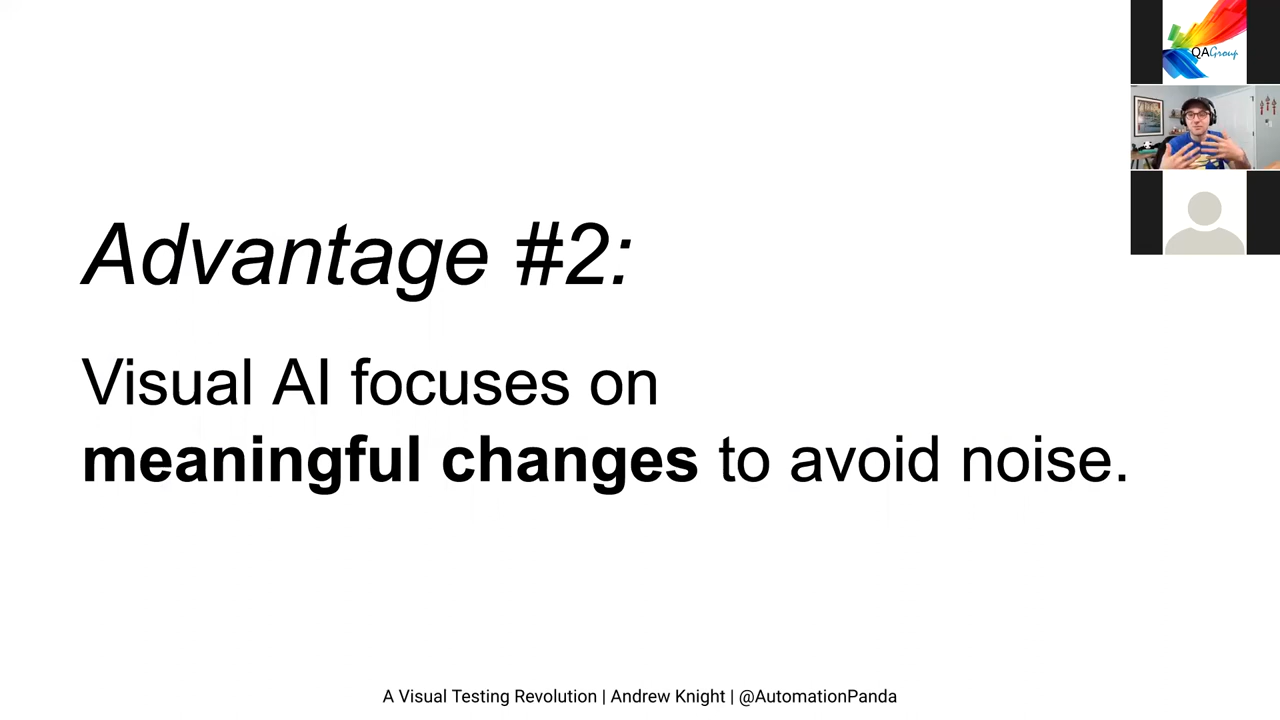 QAGroup
Advantage #2:
Visual AI focuses on
meaningful changes to avoid noise.
A Visual Testing Revolution | Andrew Knight | @AutomationPanda